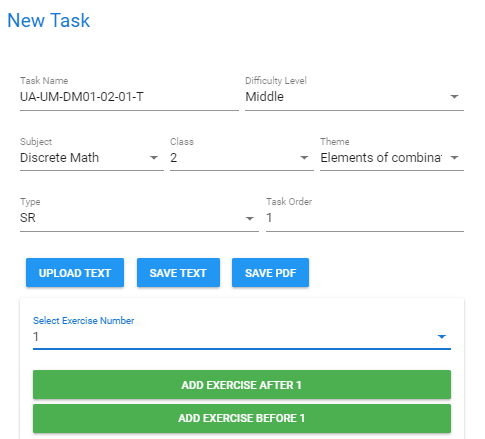 New Task
Task Name Difficulty Level
UA-UM-DM01-02-01-T Middle
Subject Class Theme
Discrete Math 2 Elements of combina
Type Task Order
SR 1
UPLOAD TEXT SAVE TEXT SAVE PDF
Select Exercise Number
1
ADD EXERCISE AFTER 1
ADD EXERCISE BEFORE 1